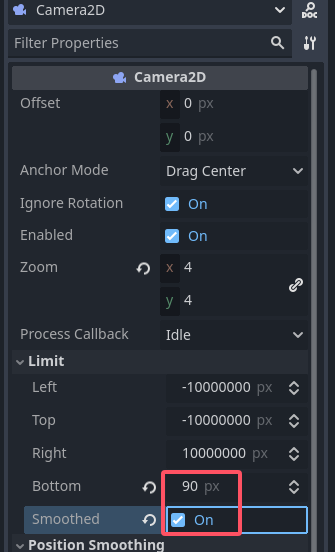 Camera2D
DOC
Filter Properties
Camera2D
Offset x 0 px
y 0 px
Anchor Mode Drag Center
Ignore Rotation On
Enabled On
Zoom x 4
y 4
Process Callback Idle
Limit
Left -10000000 px
Top -10000000 px
Right 10000000 px
Bottom 90 px
Smoothed On
Position Smoothing